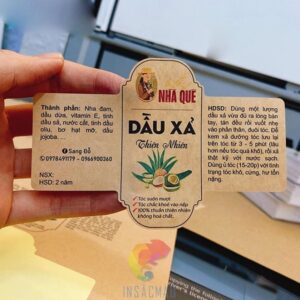 Thành phần: Nha đam,
dầu dừa, vitamin E, tinh
dầu sả, nước cất, tinh dầu
oliu, bơ hạt mỡ, dầu
jojoba....
Sang Đỗ
0978491179 - 0966900260
NSX:
HSD: 2 năm
NHÀ QUÊ
DẦU XẢ
Thiên Nhiên
Tóc suôn mượt
Tóc chắc khoẻ vào nếp
100% thuần thiên nhiên
không hoá chất.
HDSD: Dùng một lượng
dầu xả vừa đủ ra lòng bàn
tay, tán đều rồi vuốt nhẹ
vào phần thân, đuôi tóc. Để
kem xả dưỡng tóc lưu lại
trên tóc từ 3 - 5 phút (lâu
hơn nếu tóc quá khô), rồi xả
thật kỹ với nước sạch.
Dùng ủ tóc (15-20p) với tình
trạng tóc khô, cứng, hư tổn
nặng.
INSACMAU